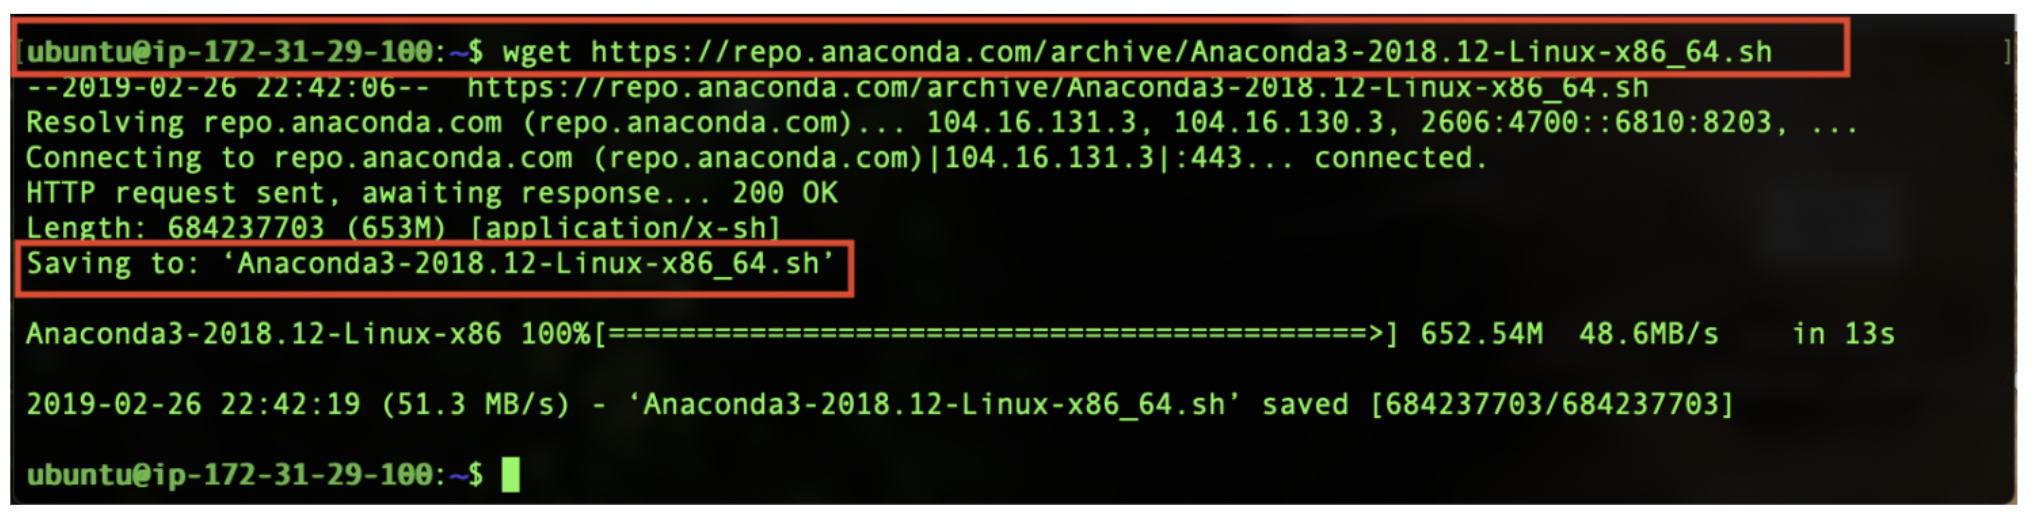 [ubuntu@ip-172-31-29-100:~$ wget https://repo.anaconda.com/archive/Anaconda3-2018.12-Linux-x86_64.sh ]
--2019-02-26 22:42:06--  https://repo.anaconda.com/archive/Anaconda3-2018.12-Linux-x86_64.sh
Resolving repo.anaconda.com (repo.anaconda.com)... 104.16.131.3, 104.16.130.3, 2606:4700::6810:8203, ...
Connecting to repo.anaconda.com (repo.anaconda.com)|104.16.131.3|:443... connected.
HTTP request sent, awaiting response... 200 OK
Length: 684237703 (653M) [application/x-sh]
Saving to: ‘Anaconda3-2018.12-Linux-x86_64.sh’
Anaconda3-2018.12-Linux-x86 100%[===========================================>] 652.54M  48.6MB/s    in 13s
2019-02-26 22:42:19 (51.3 MB/s) - ‘Anaconda3-2018.12-Linux-x86_64.sh’ saved [684237703/684237703]
ubuntu@ip-172-31-29-100:~$